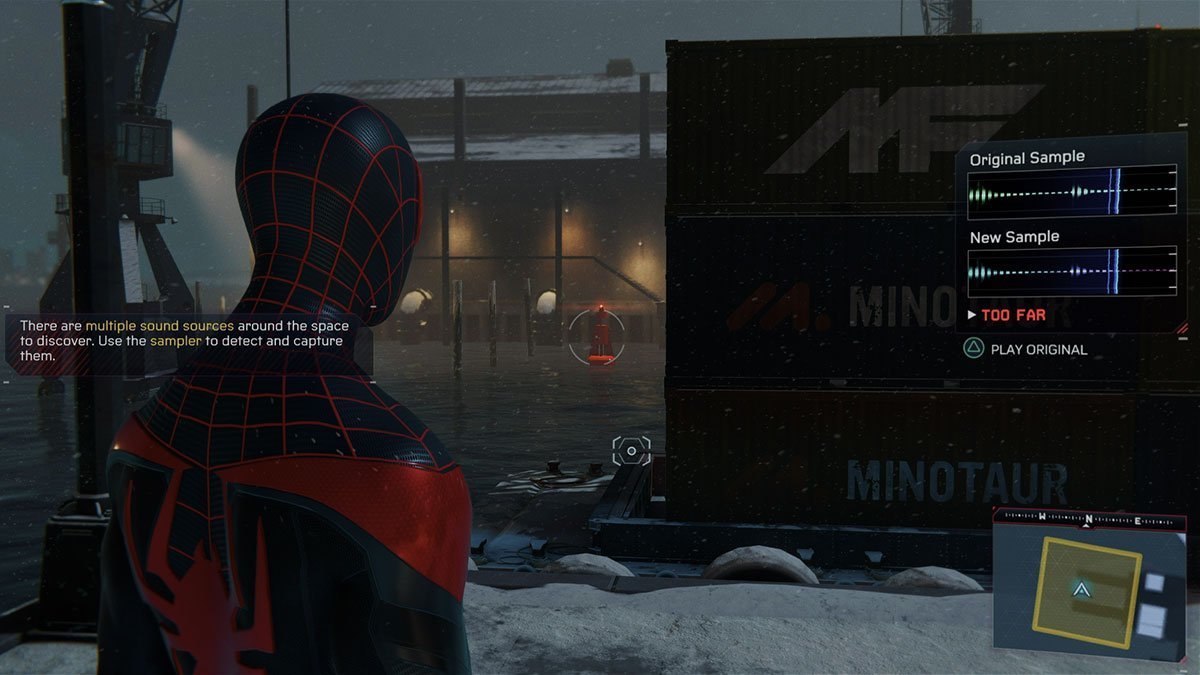 MF
Original Sample
New Sample
MINOTAUR
TOO FAR
There are multiple sound sources around the space
to discover. Use the sampler to detect and capture
them.
PLAY ORIGINAL
MINOTAUR
W N E